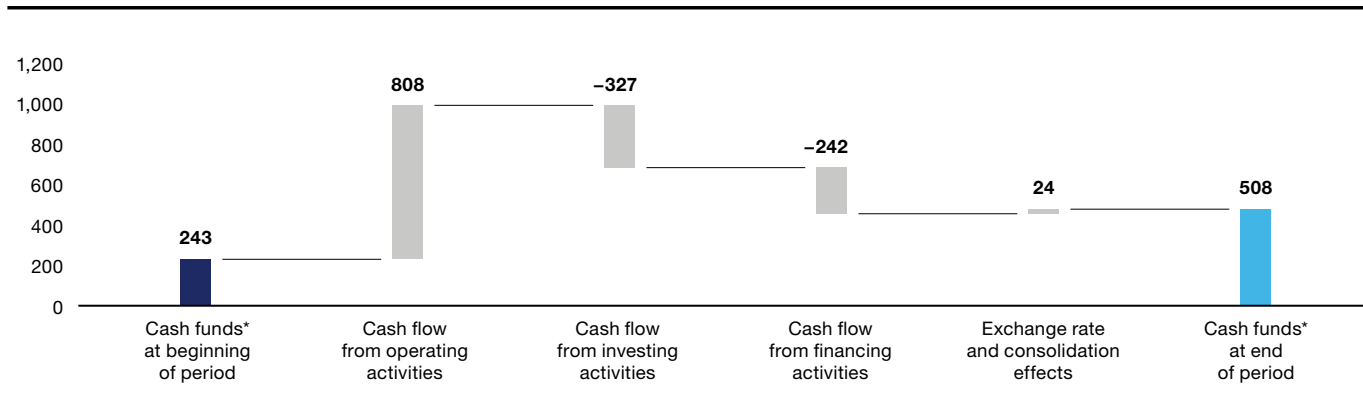 1,200
1,000
800
600
400
200
0
243
808
–327
–242
24
508
Cash funds*
at beginning
of period
Cash flow
from operating
activities
Cash flow
from investing
activities
Cash flow
from financing
activities
Exchange rate
and consolidation
effects
Cash funds*
at end
of period